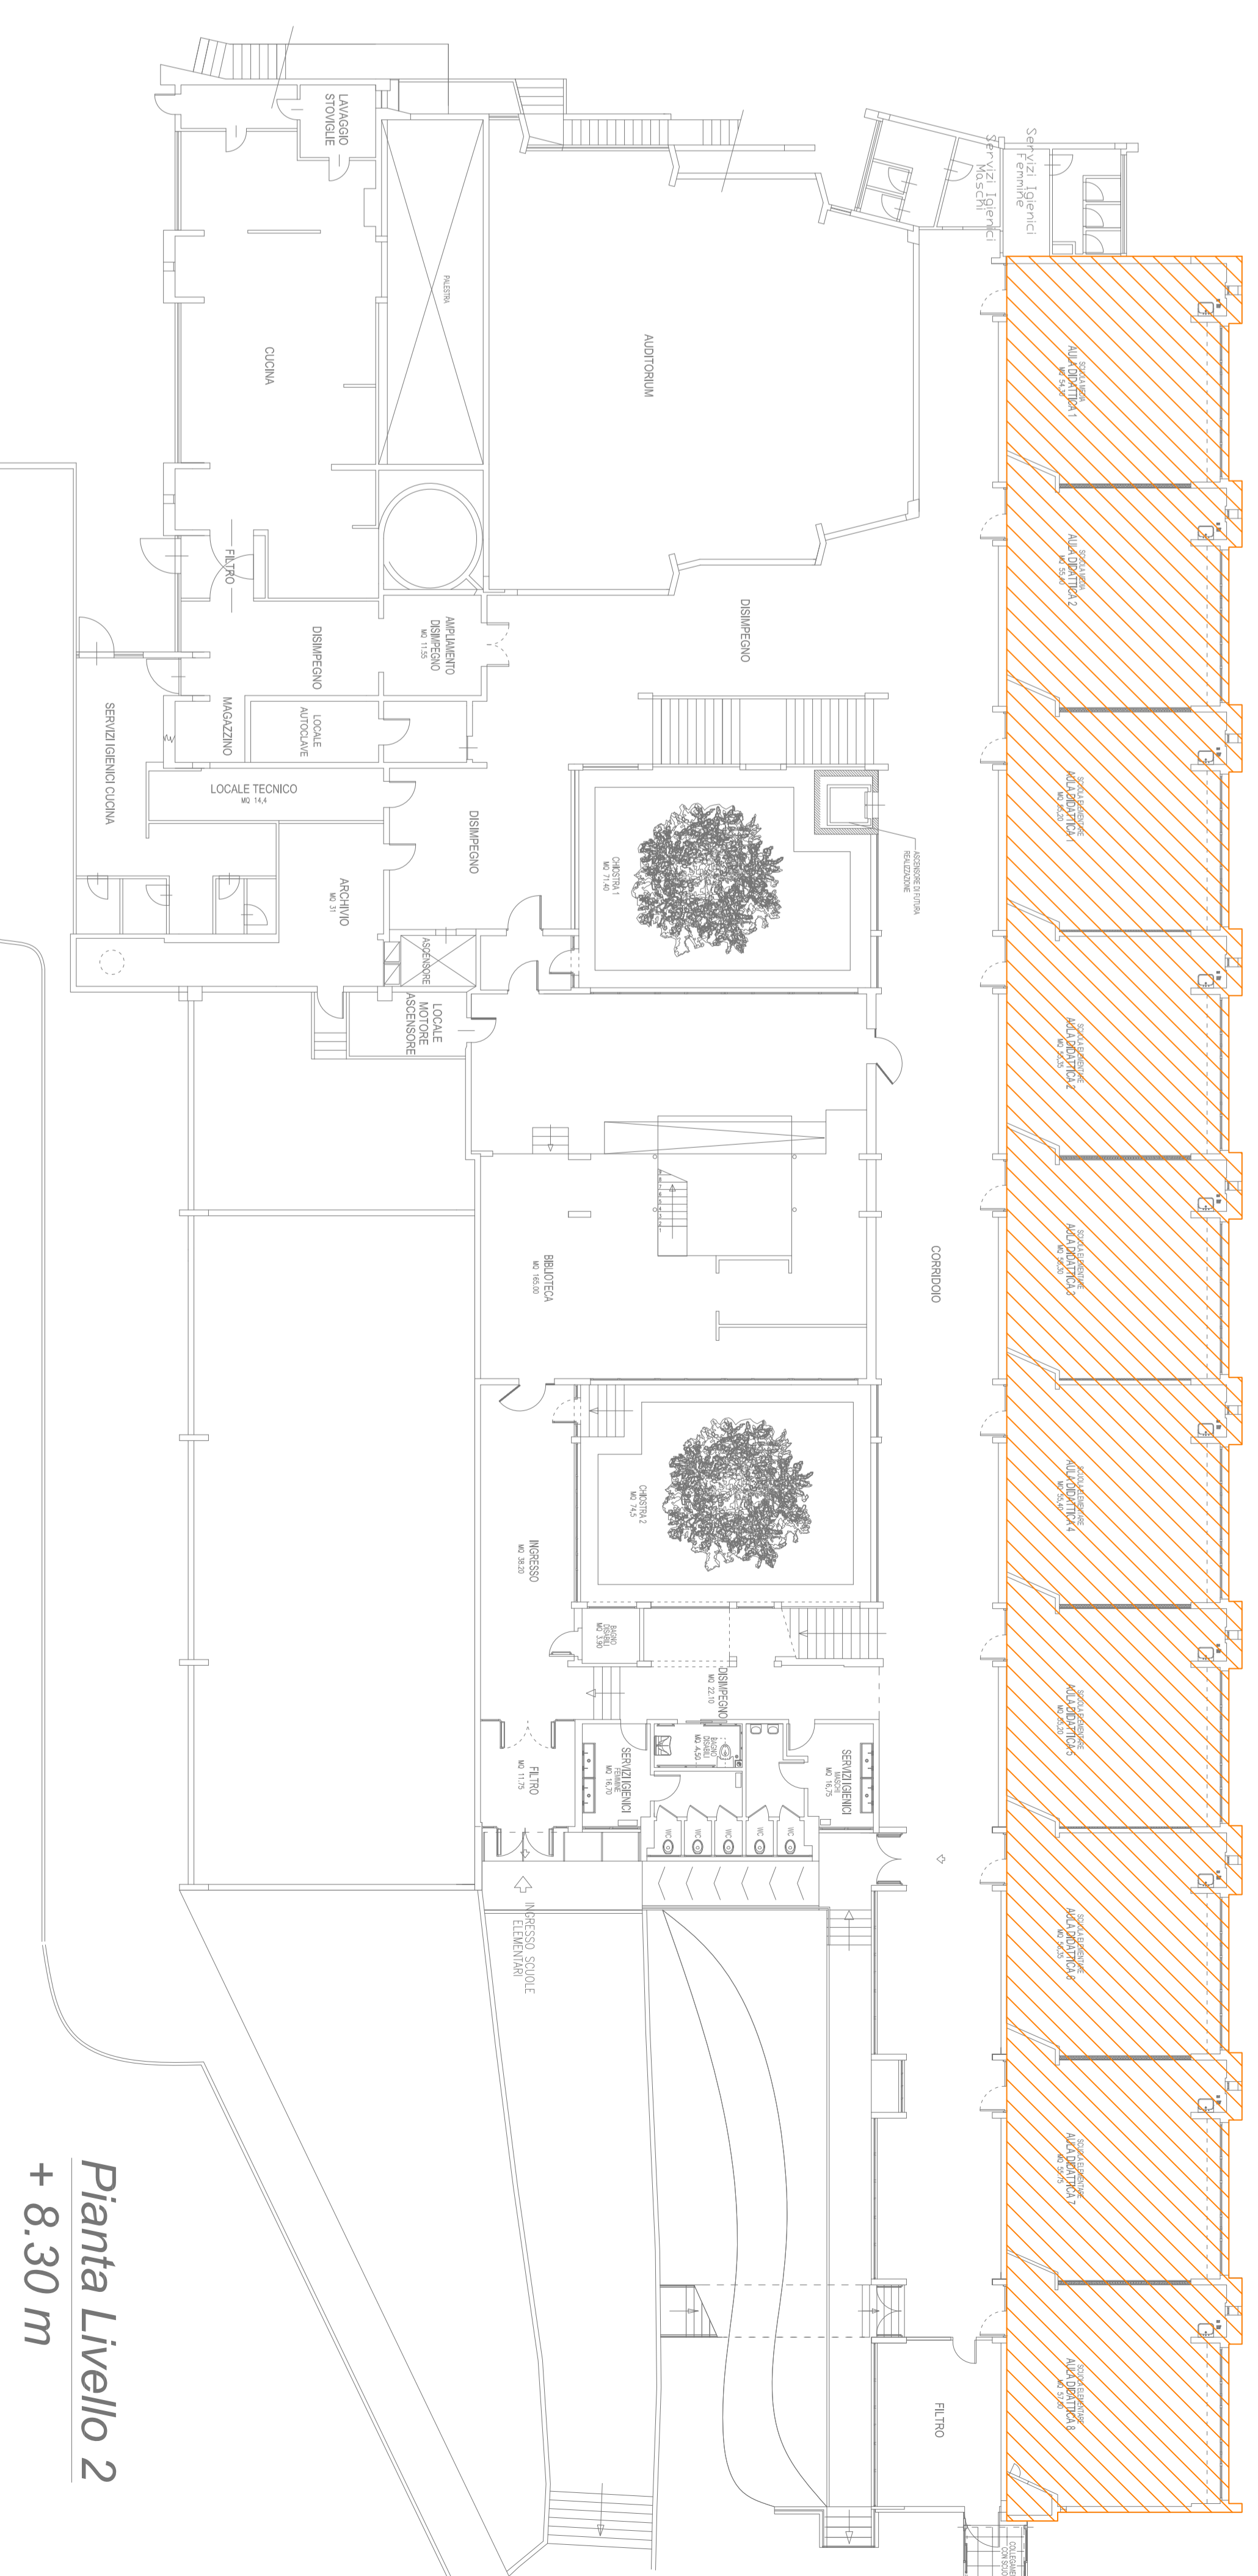 Pianta Livello 2
+ 8.30 m
Servizi Igienici
Femmine
Servizi Igienici
Maschi
SCUOLA MEDIA
AULA DIDATTICA 1
SCUOLA MEDIA
AULA DIDATTICA 2
MQ 55,40
SCUOLA ELEMENTARE
AULA DIDATTICA 1
SCUOLA ELEMENTARE
AULA DIDATTICA 2
SCUOLA ELEMENTARE
AULA DIDATTICA 3
SCUOLA ELEMENTARE
AULA DIDATTICA 4
SCUOLA ELEMENTARE
AULA DIDATTICA 5
SCUOLA ELEMENTARE
AULA DIDATTICA 6
SCUOLA ELEMENTARE
AULA DIDATTICA 7
SCUOLA ELEMENTARE
AULA DIDATTICA 8
CORRIDOIO
FILTRO
ASCENSORE DI FUTURA
REALIZZAZIONE
AUDITORIUM
DISIMPEGNO
CHIOSTRA 1
MQ 71,40
BIBLIOTECA
MQ 165.00
CHIOSTRA 2
MQ 74,5
INGRESSO
MQ 38.20
BAGNO
DISABILI
MQ 3,90
DISIMPEGNO
MQ 22.10
SERVIZI IGIENICI
MASCHI
MQ 16,75
BAGNO
DISABILI
MQ 4,50
SERVIZI IGIENICI
FEMMINE
MQ 16,70
WC
WC
WC
WC
WC
FILTRO
MQ 11.75
INGRESSO SCUOLE
ELEMENTARI
PALESTRA
LAVAGGIO
STOVIGLIE
CUCINA
FILTRO
DISIMPEGNO
AMPLIAMENTO
DISIMPEGNO
MQ 11.55
MAGAZZINO
LOCALE
AUTOCLAVE
DISIMPEGNO
SERVIZI IGIENICI CUCINA
LOCALE TECNICO
MQ 14,4
ARCHIVIO
MQ 31
ASCENSORE
LOCALE
MOTORE
ASCENSORE